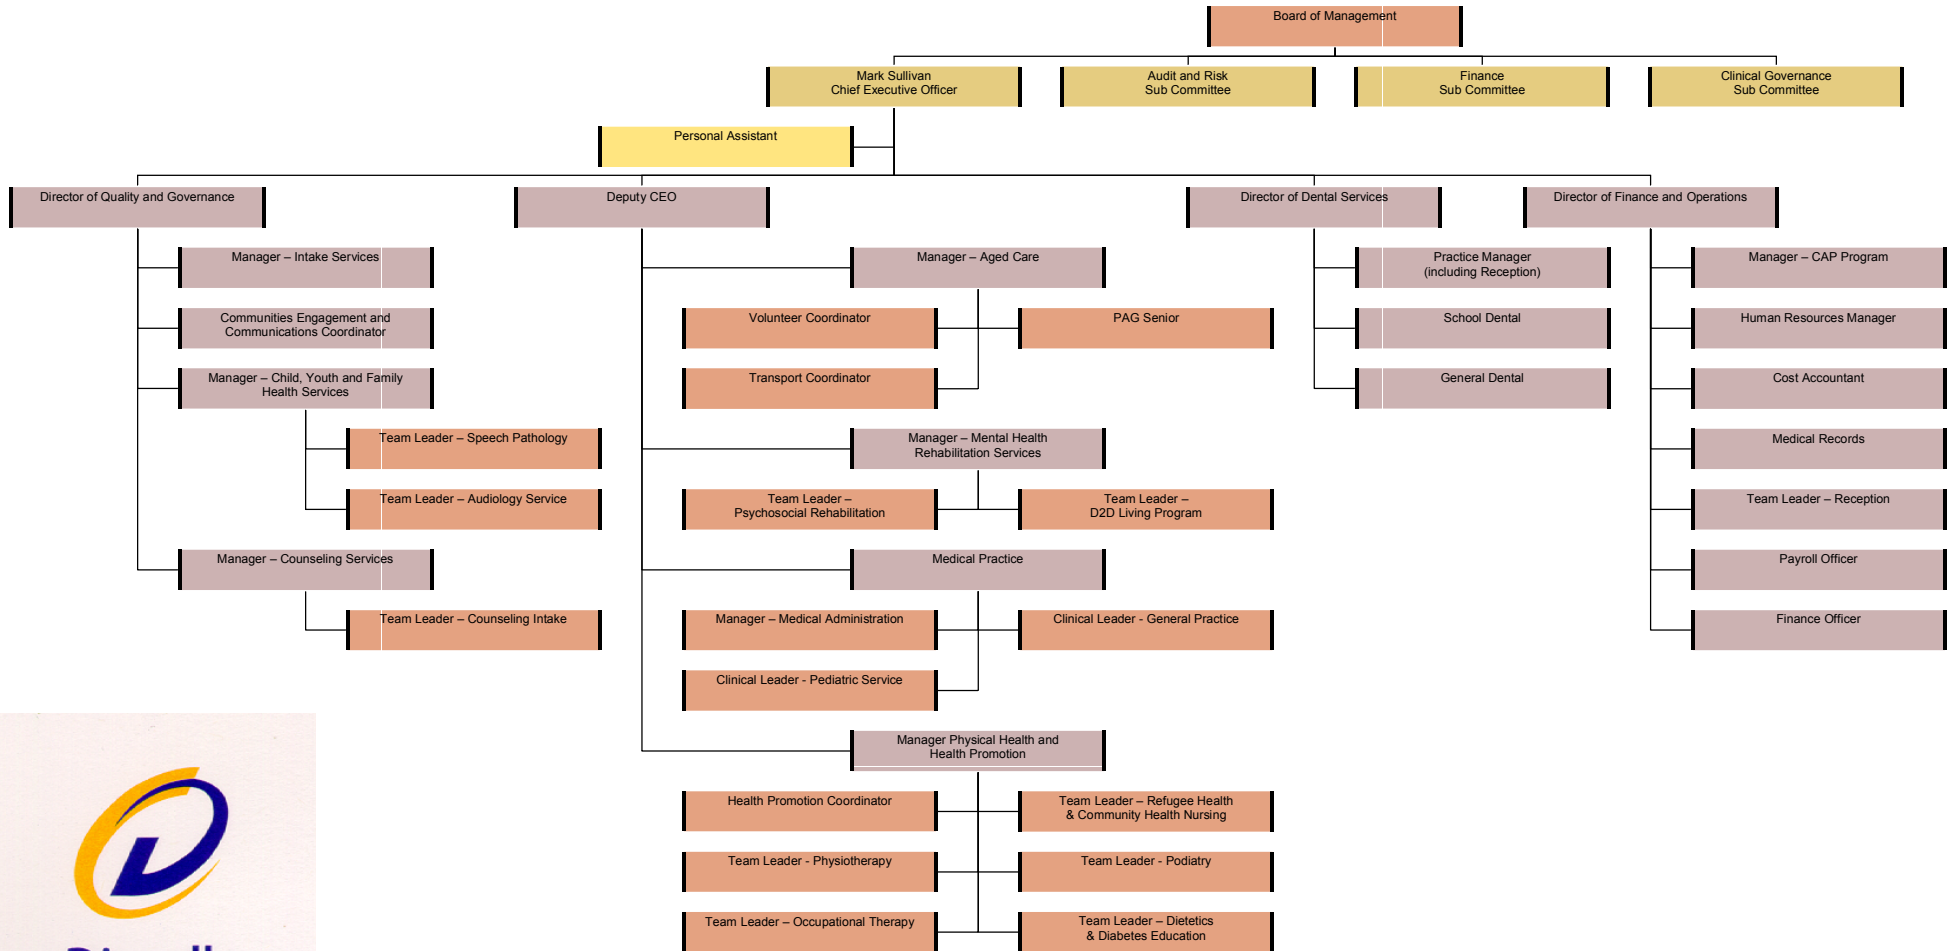 Board of Management
Mark Sullivan
Chief Executive Officer
Audit and Risk
Sub Committee
Finance
Sub Committee
Clinical Governance
Sub Committee
Personal Assistant
Director of Quality and Governance
Deputy CEO
Director of Dental Services
Director of Finance and Operations
Manager – Intake Services
Communities Engagement and
Communications Coordinator
Manager – Child, Youth and Family
Health Services
Team Leader – Speech Pathology
Team Leader – Audiology Service
Manager – Counseling Services
Team Leader – Counseling Intake
Manager – Aged Care
Volunteer Coordinator
PAG Senior
Transport Coordinator
Manager – Mental Health
Rehabilitation Services
Team Leader –
Psychosocial Rehabilitation
Team Leader –
D2D Living Program
Medical Practice
Manager – Medical Administration
Clinical Leader - General Practice
Clinical Leader - Pediatric Service
Manager Physical Health and
Health Promotion
Health Promotion Coordinator
Team Leader – Refugee Health
& Community Health Nursing
Team Leader - Physiotherapy
Team Leader - Podiatry
Team Leader – Occupational Therapy
Team Leader – Dietetics
& Diabetes Education
Practice Manager
(including Reception)
School Dental
General Dental
Manager – CAP Program
Human Resources Manager
Cost Accountant
Medical Records
Team Leader – Reception
Payroll Officer
Finance Officer